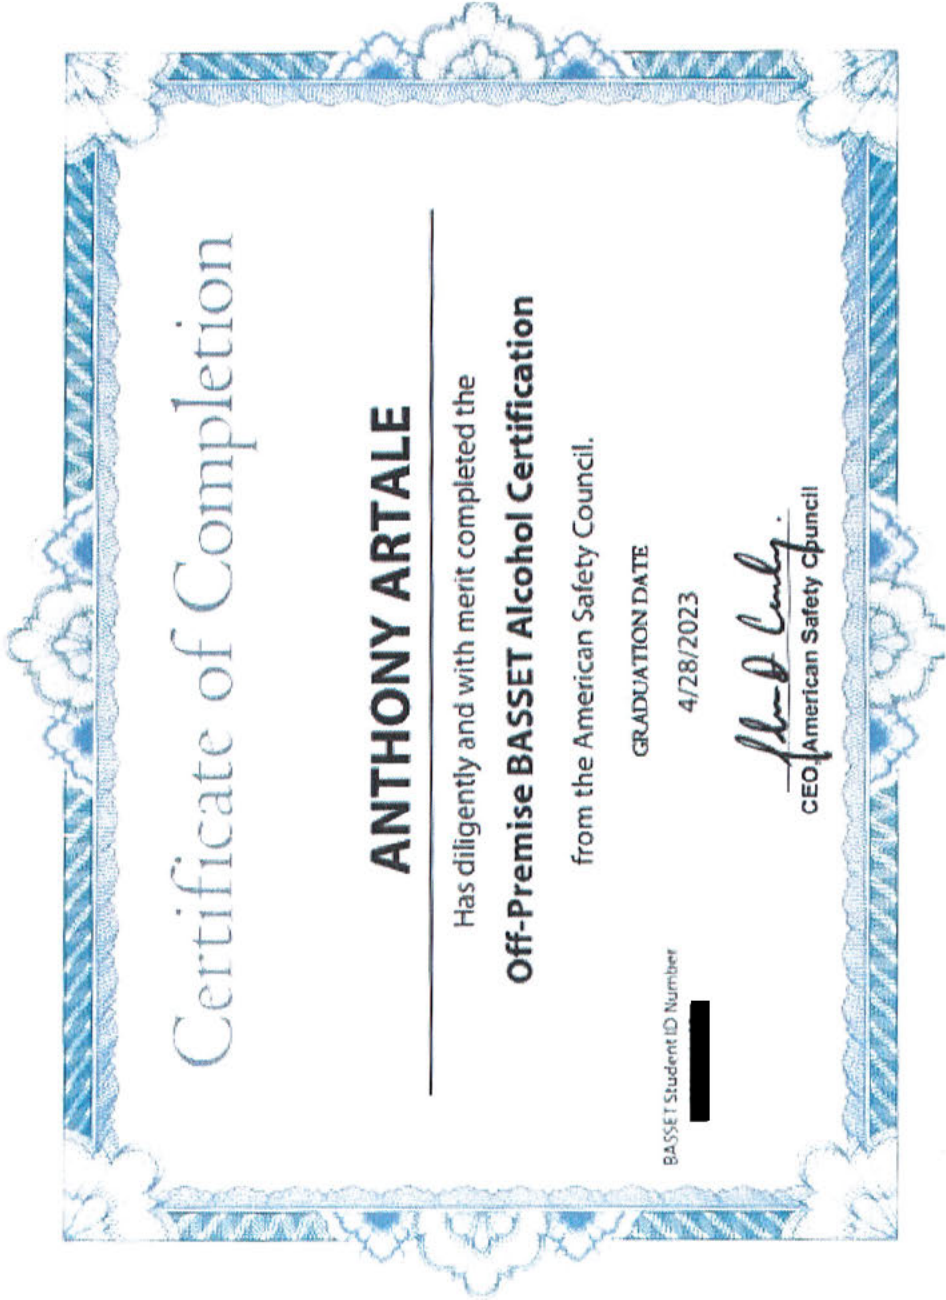 Certificate of Completion
ANTHONY ARTALE
Has diligently and with merit completed the
Off-Premise BASSET Alcohol Certification
from the American Safety Council.
GRADUATION DATE
4/28/2023
BASSET Student ID Number
CEO, American Safety Council